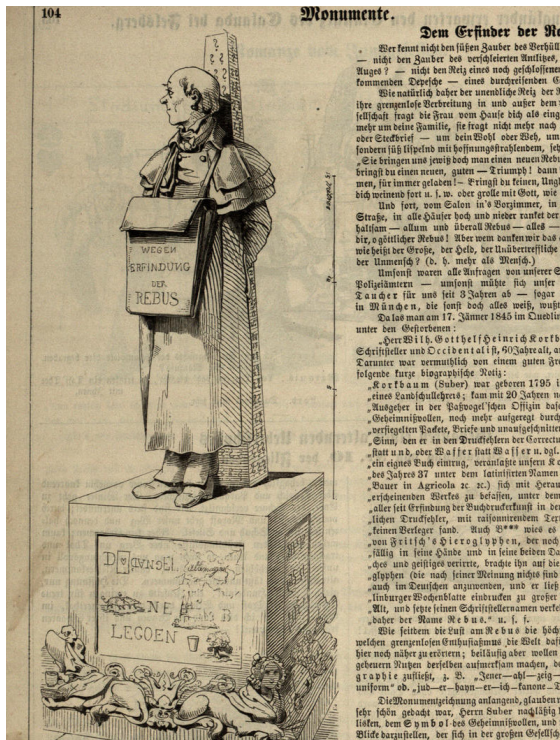 104
Monumente.
WEGEN
ERFINDUNG
DER
REBUS
NE B
LEGOEN
Dem Erfinder der
Wer kennt nicht den süßen Zauber des
— nicht den Zauber des verschleierten Antlitzes,
Auges? — nicht den Reiz eines noch
kommenden Depesche — eines durchreisenden
Wie natürlich daher der unendliche Reiz der
ihre grenzenlose Verbreitung in und außer dem
sellschaft fragt die Frau vom Hause dich als
mehr um deine Familie, sie fragt nicht mehr nach
oder Steckbrief — um dein Wohl oder Weh, um
sondern süß lispelnd mit hoffnungsstrahlendem,
„Sie bringen uns gewiß doch man einen neuen
bringst du einen neuen, guten — Triumph! dann
men, für immer geladen! — Bringst du keinen,
dich weinend fort u. s. w. oder grolle mit Gott, wie
Und fort, vom Salon in's Vorzimmer, in
Straße, in alle Häuser hoch und nieder ranket der
haltsam — allum und überall Rebus — alles —
dir, o göttlicher Rebus! Aber wem danken wir das
wie heißt der Große, der Held, der Unübertreffliche
der Unmensch? (d. h. mehr als Mensch.)
Umsonst waren alle Anfragen von unserer
Polizeiämtern — umsonst mühte sich unser
Taucher für uns seit 3 Jahren ab — sogar
in München, die sonst doch alles weiß,
Da las man am 17. Jänner 1845 im
unter den Gestorbenen:
„Herr Wilh. Gotthelf Heinrich
Schriftsteller und Occidentalist, 60 Jahre alt,
Darunter war vermuthlich von einem guten
folgende kurze biographische Notiz:
„Korkbaum (Suber) war geboren 1795
„eines Landschullehrers; kam mit 20 Jahren
„Ausgeher in der Paßvogel'schen Offizin
„Geheimnißvollen, noch mehr aufgeregt durch
„versiegelten Pakete, Briefe und
„Sinn, den er in den Druckfehlern der
„statt und, oder Waffer statt Wasser u. dgl.
„ein eignes Buch eintrug, veranlaßte unsern
„des Jahres 37 unter dem latinisirten Namen
„Bauer in Agricola ꝛc. ꝛc.) sich mit
„erscheinenden Werkes zu befassen, unter dem
„aller seit Erfindung der Buchdruckerkunst in
„lichen Druckfehler, mit raisonnirendem
„keinen Verleger fand. Auch B*** wies es
„von Fritsch's Hieroglyphen, der noch
„fällig in seine Hände und in seine beiden
„ches und geistiges verirrte, brachte ihn auf die
„glyphen (die nach seiner Meinung nichts sind
„auch im Deutschen anzuwenden, und er ließ
„linburger Wochenblatte eindrucken zu großer
„Alt, und setzte seinen Schriftstellernamen
„daher der Name Rebus." u. s. f.
Wie seitdem die Lust am Rebus die
welchen grenzenlosen Enthusiasmus die Welt
hier noch näher zu erörtern; beiläufig aber wollen
geheuern Nutzen derselben aufmerksam machen,
graphie zufließt, z. B. „Jener—ahl—zeig—
uniform" od. „jud—er—hayn—er—ich—kanone—
Die Monumentzeichnung anlangend, glauben
sehr schön gedacht war, Herrn Suber nachläßig
lisken, dem Symbol des Geheimnißvollen, und
Blicke darzustellen, der sich in der großen